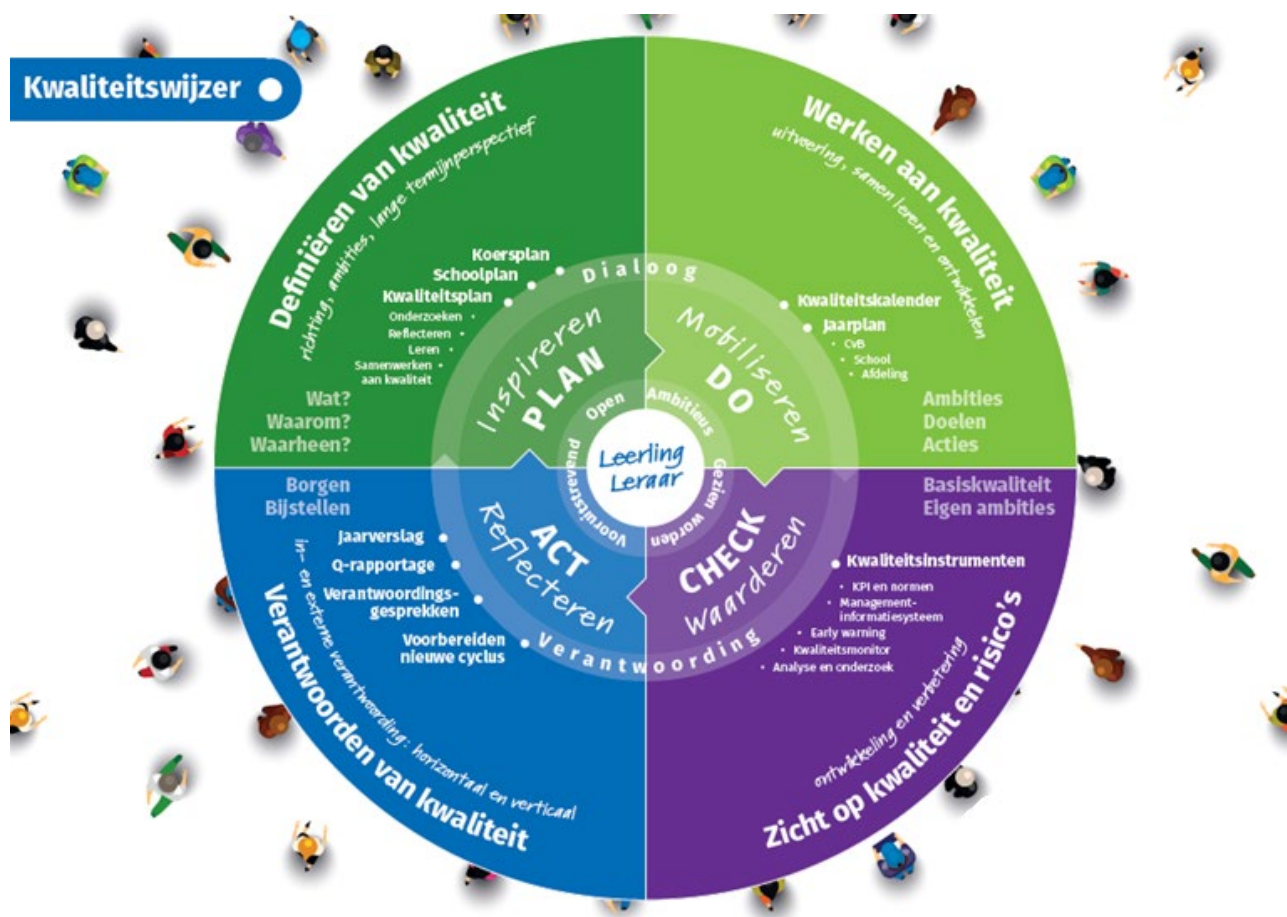 Kwaliteitswijzer
Definiëren van kwaliteit
richting, ambities, lange termijnperspectief
Koersplan
Schoolplan
Kwaliteitsplan
Onderzoeken •
Reflecteren •
Leren •
Samenwerken •
aan kwaliteit
Wat?
Waarom?
Waarheen?
Inspireren
PLAN
Werken aan kwaliteit
uitvoering, samen leren en ontwikkelen
Kwaliteitskalender
Jaarplan
• CvB
• School
• Afdeling
Ambities
Doelen
Acties
Mobiliseren
DO
Dialoog
Open
Ambitieus
Gezien worden
Vooruitstrevend
Leerling
Leraar
Basiskwaliteit
Eigen ambities
CHECK
Waarderen
Kwaliteitsinstrumenten
• KPI en normen
• Management-
informatiesysteem
• Early warning
• Kwaliteitsmonitor
• Analyse en onderzoek
ontwikkeling en verbetering
Zicht op kwaliteit en risico's
Borgen
Bijstellen
ACT
Reflecteren
Jaarverslag
Q-rapportage
Verantwoordings-
gesprekken
Voorbereiden
nieuwe cyclus
Verantwoording
in- en externe verantwoording: horizontaal en verticaal
Verantwoorden van kwaliteit